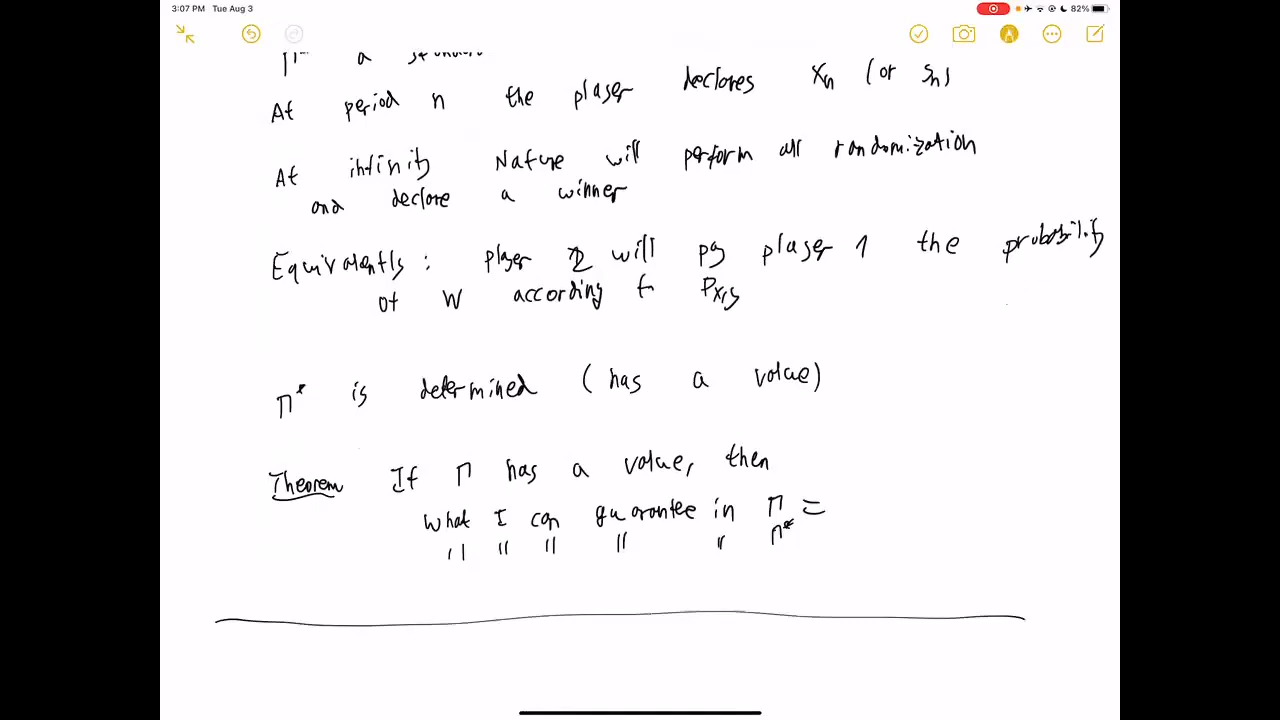 3:07 PM Tue Aug 3
82%
Γ* a
At period n the player declares xn (or sn)
At infinity Nature will perform all randomization
and declare a winner
Equivalently: player 2 will pay player 1 the probability
of W according to Px,y
Γ* is determined (has a value)
Theorem If Γ has a value, then
what I can guarantee in Γ =
" " " " " Γ*